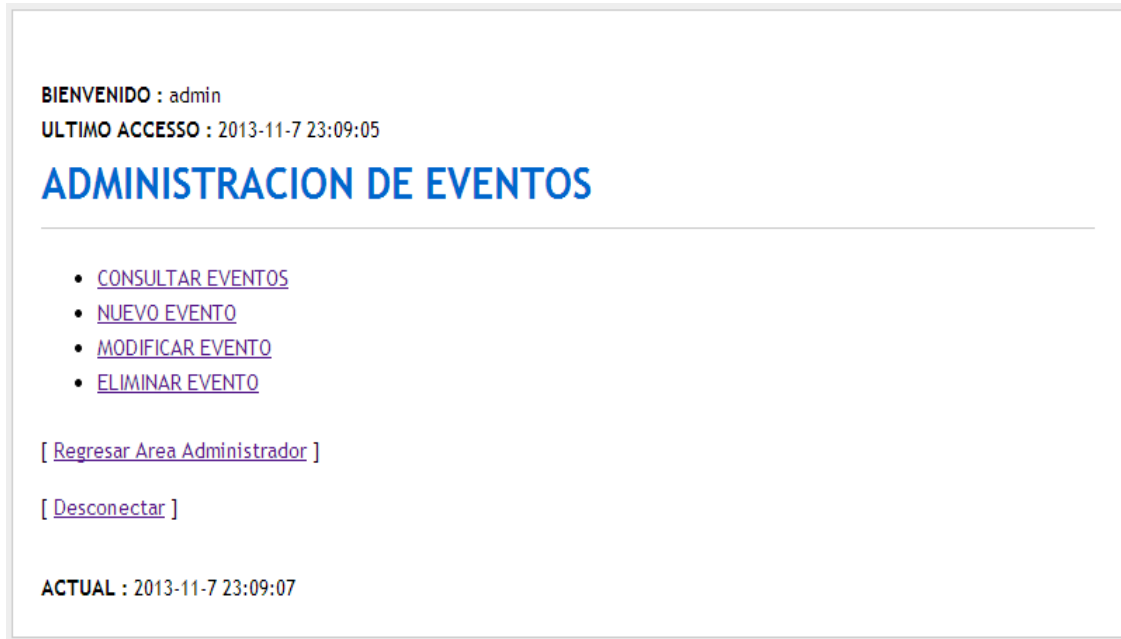 BIENVENIDO : admin
ULTIMO ACCESSO : 2013-11-7 23:09:05
ADMINISTRACION DE EVENTOS
• CONSULTAR EVENTOS
• NUEVO EVENTO
• MODIFICAR EVENTO
• ELIMINAR EVENTO
[ Regresar Area Administrador ]
[ Desconectar ]
ACTUAL : 2013-11-7 23:09:07